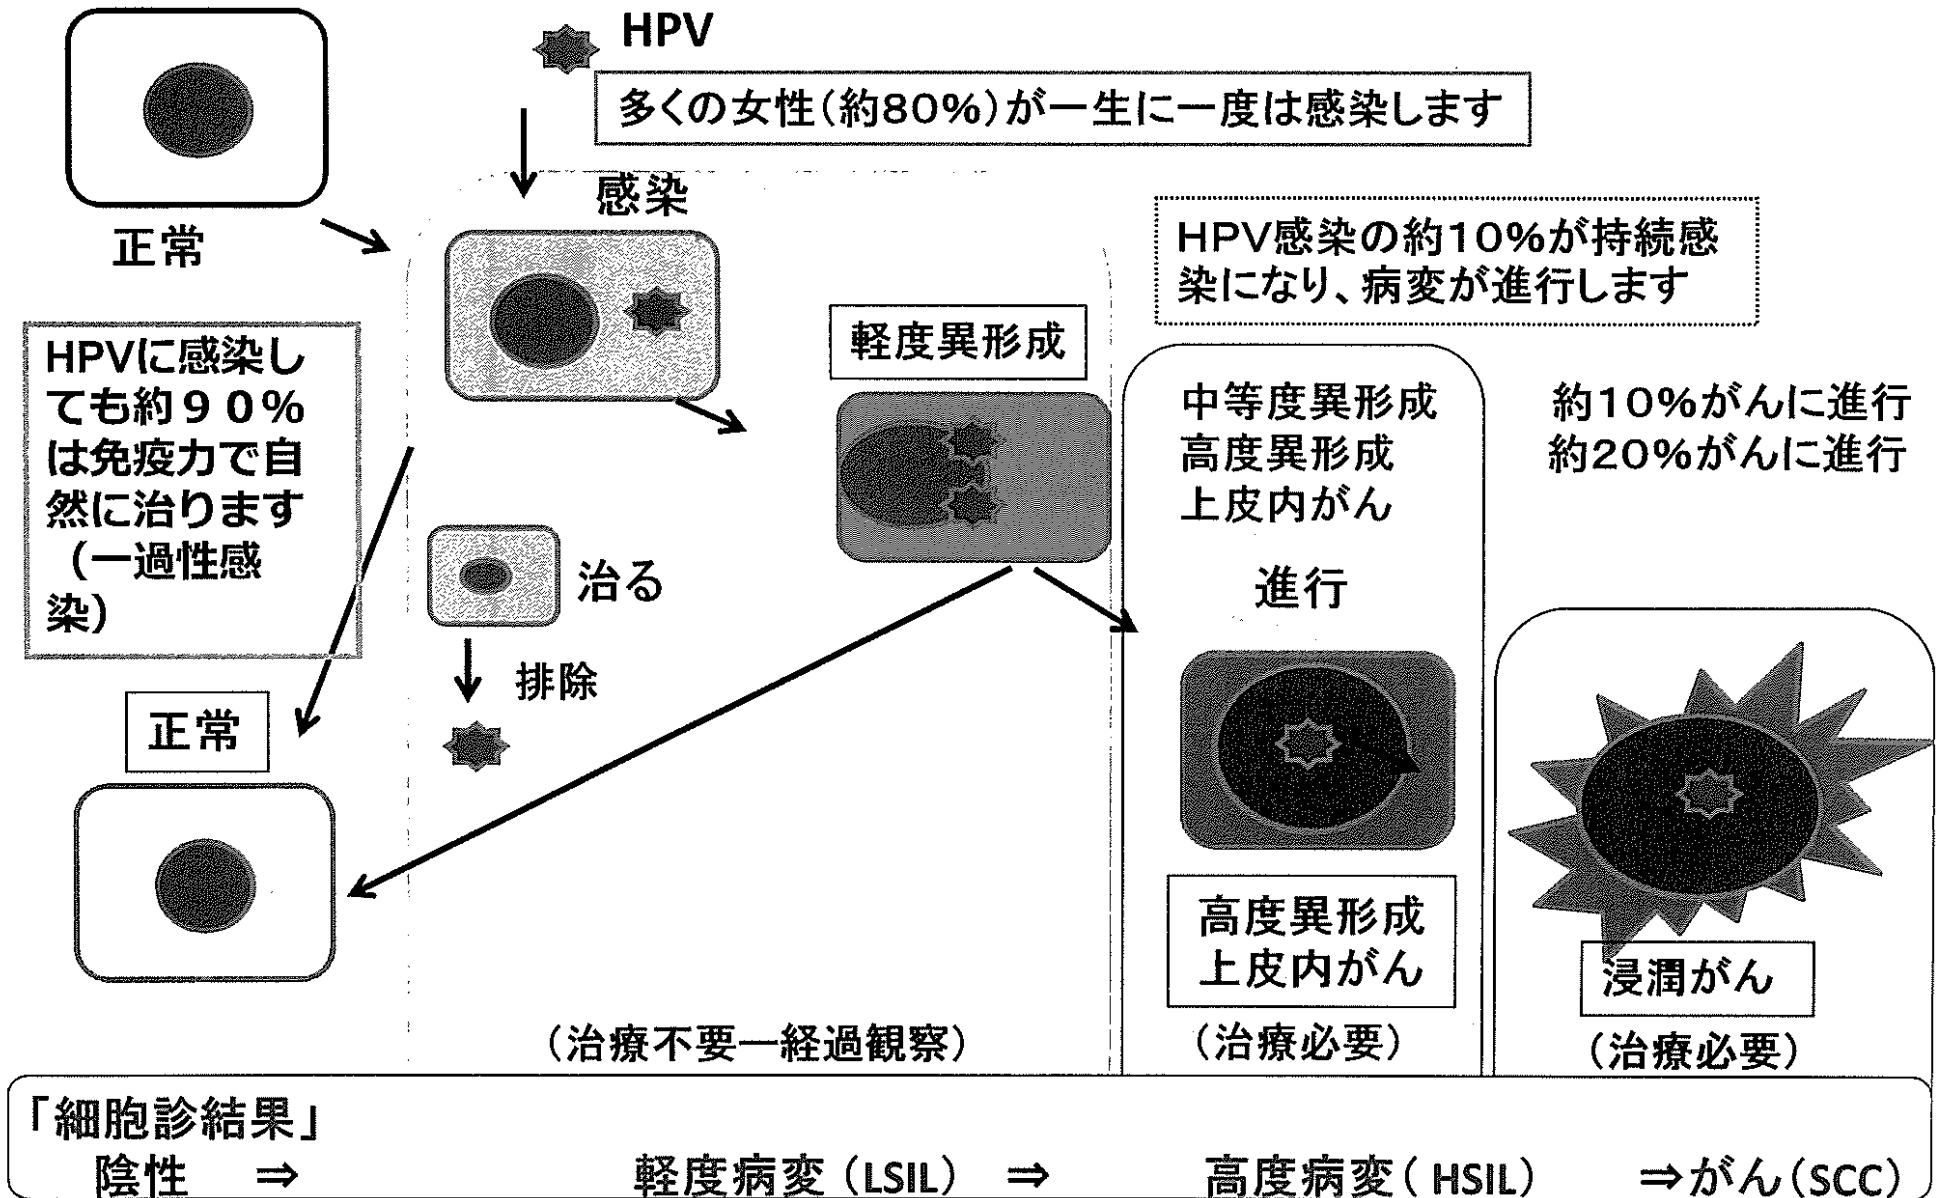 HPV
多くの女性(約80%)が一生に一度は感染します
正常
感染
HPV感染の約10%が持続感
染になり、病変が進行します
HPVに感染し
ても約90%
は免疫力で自
然に治ります
(一過性感
染)
軽度異形成
中等度異形成
高度異形成
上皮内がん
約10%がんに進行
約20%がんに進行
治る
進行
排除
正常
高度異形成
上皮内がん
浸潤がん
(治療不要―経過観察)
(治療必要)
(治療必要)
「細胞診結果」
陰性 ⇒ 軽度病変(LSIL) ⇒ 高度病変(HSIL) ⇒がん(SCC)